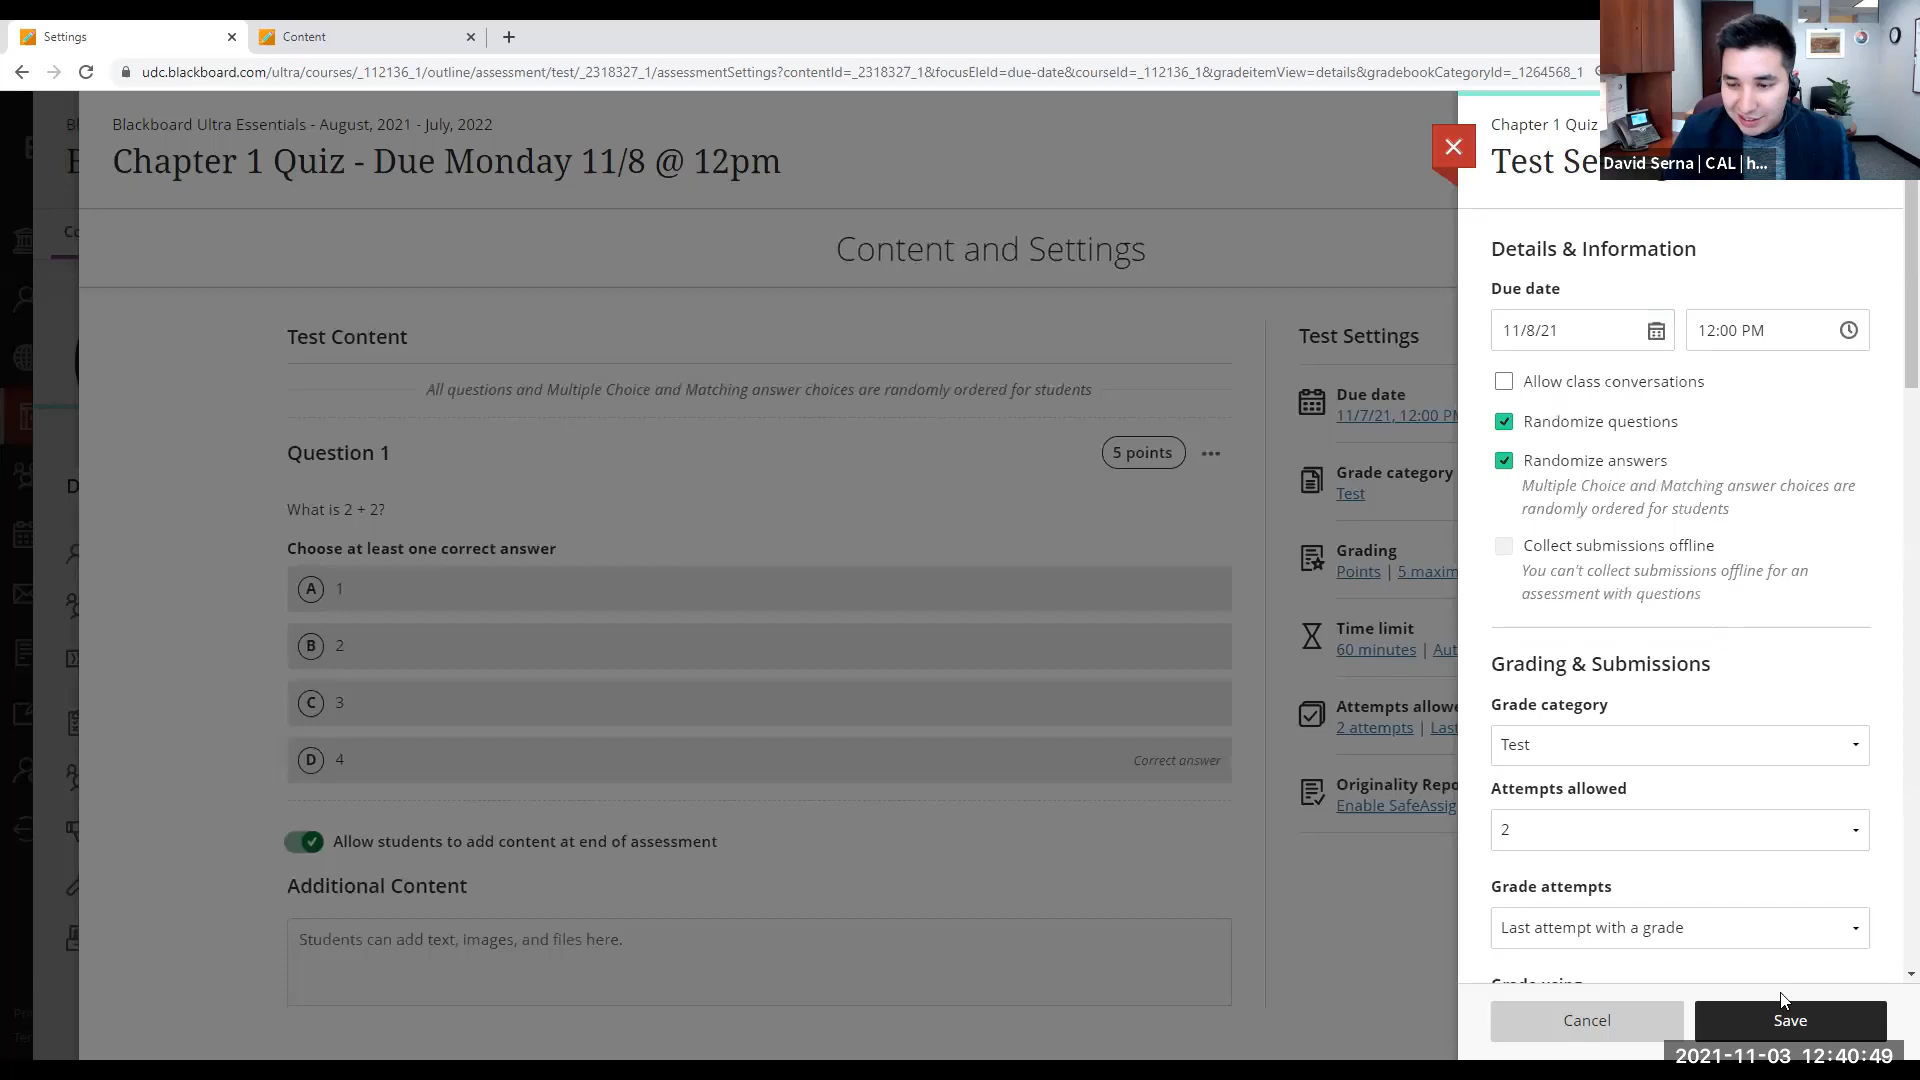 Settings
Content
udc.blackboard.com/ultra/courses/_112136_1/outline/assessment/test/_2318327_1/assessmentSettings?contentId=_2318327_1&focusEleId=due-date&courseId=_112136_1&gradeitemView=details&gradebookCategoryId=_1264568_1
Blackboard Ultra Essentials - August, 2021 - July, 2022
Chapter 1 Quiz - Due Monday 11/8 @ 12pm
Content and Settings
Test Content
All questions and Multiple Choice and Matching answer choices are randomly ordered for students
Question 1
5 points
What is 2 + 2?
Choose at least one correct answer
A 1
B 2
C 3
D 4
Correct answer
Allow students to add content at end of assessment
Additional Content
Students can add text, images, and files here.
Test Settings
Due date
11/7/21, 12:00 PM
Grade category
Test
Grading
Points | 5 maxim
Time limit
60 minutes | Aut
Attempts allowe
2 attempts | Last
Originality Repo
Enable SafeAssig
Chapter 1 Quiz
Test Se
David Serna | CAL | h...
Details & Information
Due date
11/8/21
12:00 PM
Allow class conversations
Randomize questions
Randomize answers
Multiple Choice and Matching answer choices are
randomly ordered for students
Collect submissions offline
You can't collect submissions offline for an
assessment with questions
Grading & Submissions
Grade category
Test
Attempts allowed
2
Grade attempts
Last attempt with a grade
Grade using
Cancel
Save
2021-11-03 12:40:49